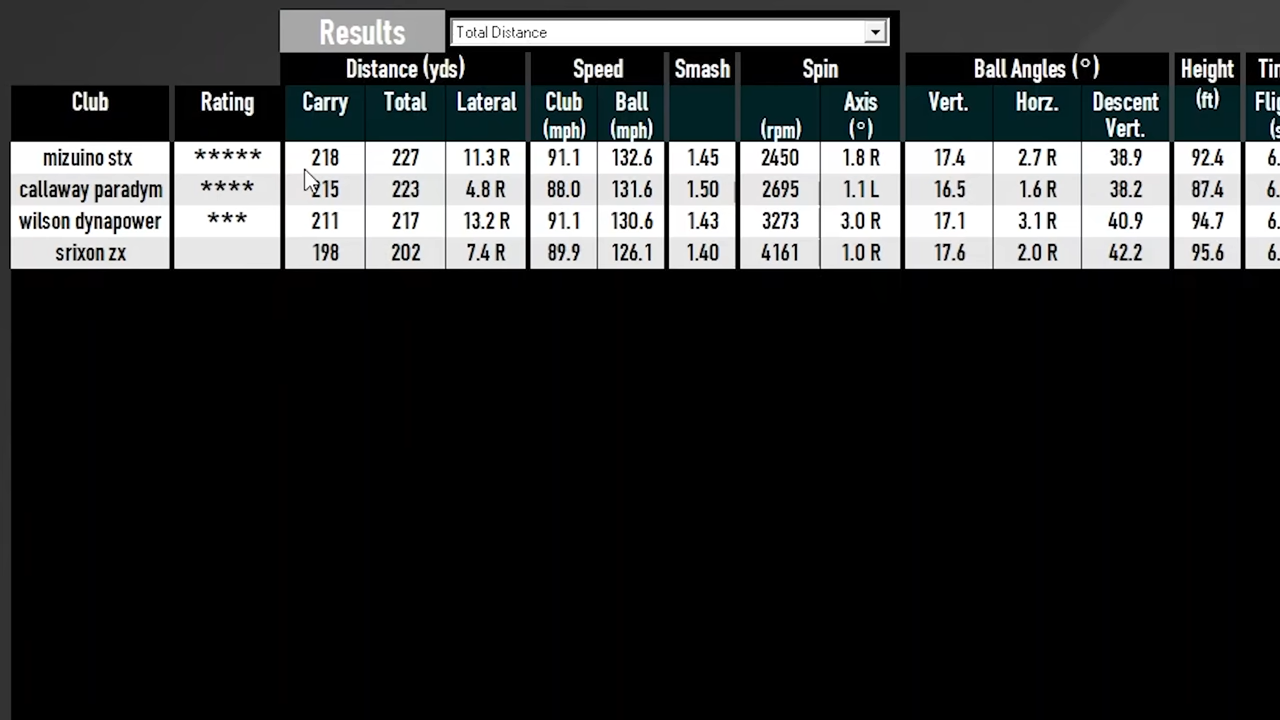 Results Total Distance
Distance (yds) Speed Smash Spin Ball Angles (°) Height
Club Rating Carry Total Lateral Club Ball Axis Vert. Horz. Descent (ft)
(mph) (mph) (rpm) (°) Vert.
mizuino stx ***** 218 227 11.3 R 91.1 132.6 1.45 2450 1.8 R 17.4 2.7 R 38.9 92.4 6.
callaway paradym **** 215 223 4.8 R 88.0 131.6 1.50 2695 1.1 L 16.5 1.6 R 38.2 87.4 6.
wilson dynapower *** 211 217 13.2 R 91.1 130.6 1.43 3273 3.0 R 17.1 3.1 R 40.9 94.7 6.
srixon zx 198 202 7.4 R 89.9 126.1 1.40 4161 1.0 R 17.6 2.0 R 42.2 95.6 6.